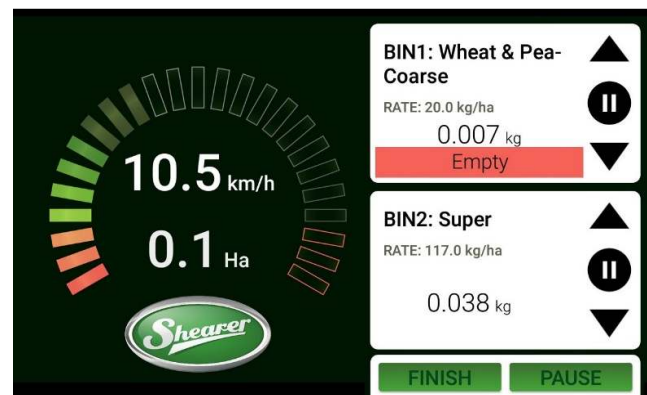 10.5 km/h
0.1 Ha
Shearer
BIN1: Wheat & Pea-
Coarse
RATE: 20.0 kg/ha
0.007 kg
Empty
BIN2: Super
RATE: 117.0 kg/ha
0.038 kg
FINISH PAUSE